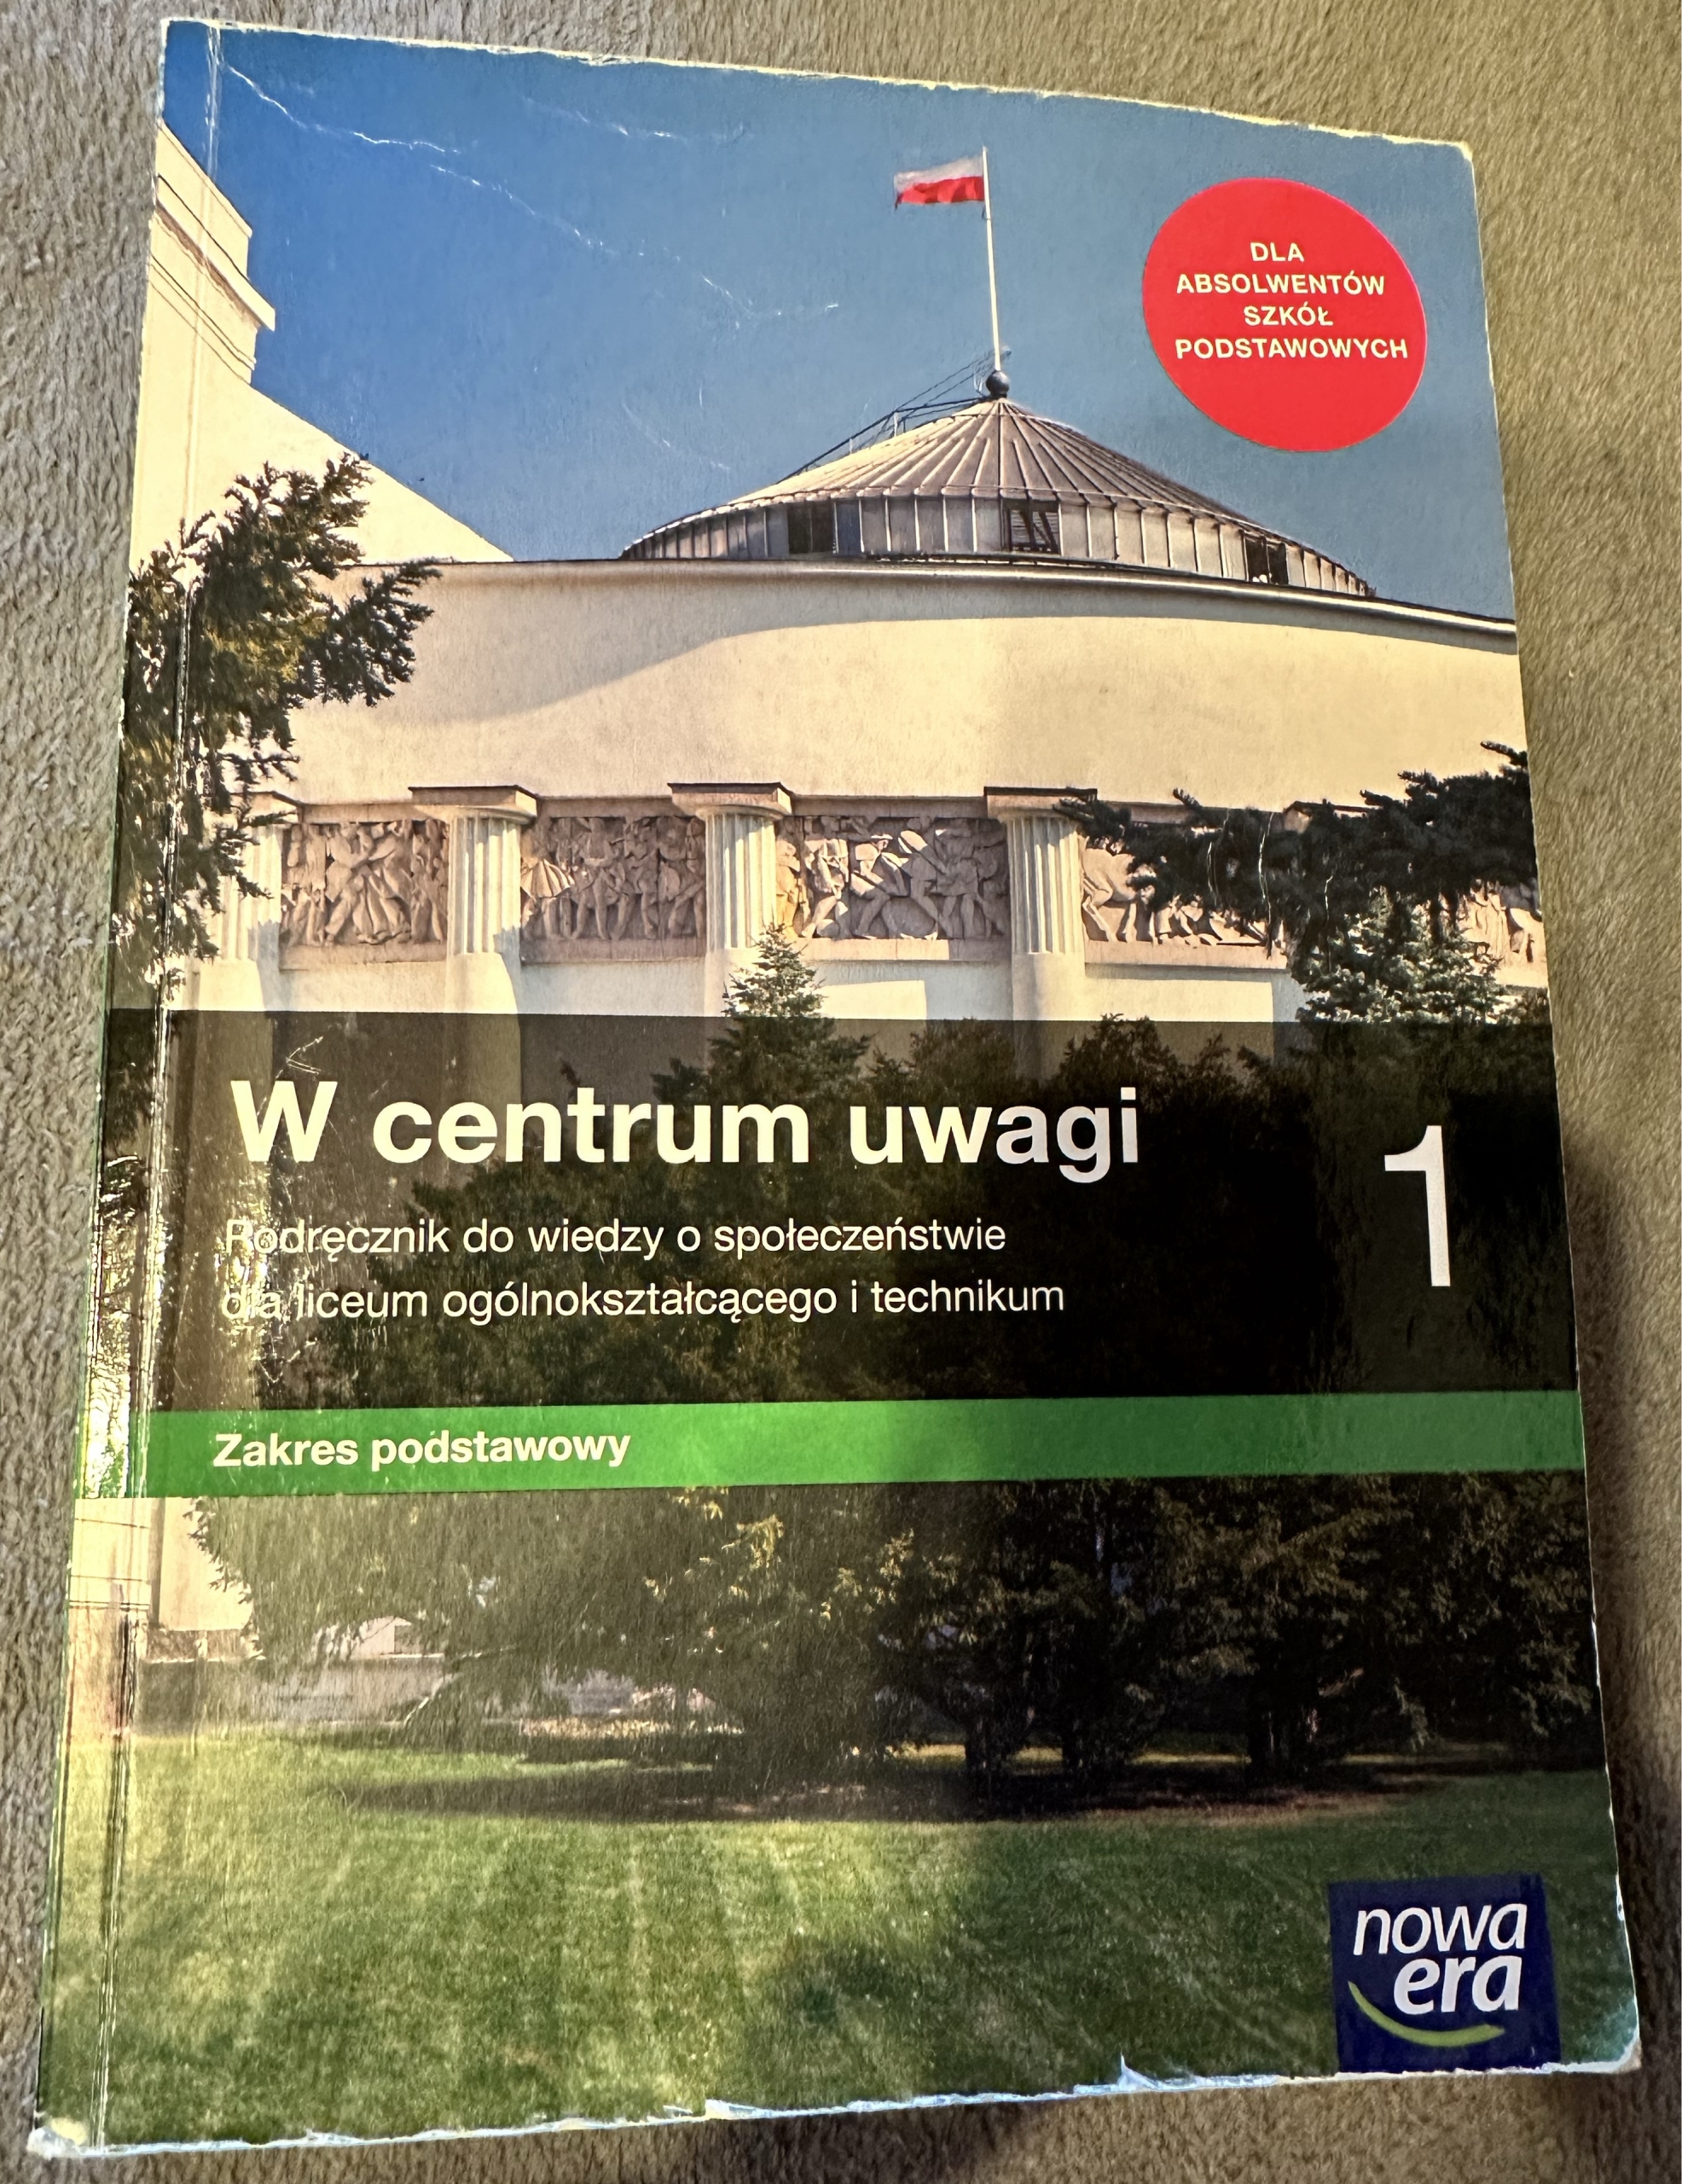 DLA
ABSOLWENTÓW
SZKÓŁ
PODSTAWOWYCH
W centrum uwagi
1
Podręcznik do wiedzy o społeczeństwie
dla liceum ogólnokształcącego i technikum
Zakres podstawowy
nowa
era